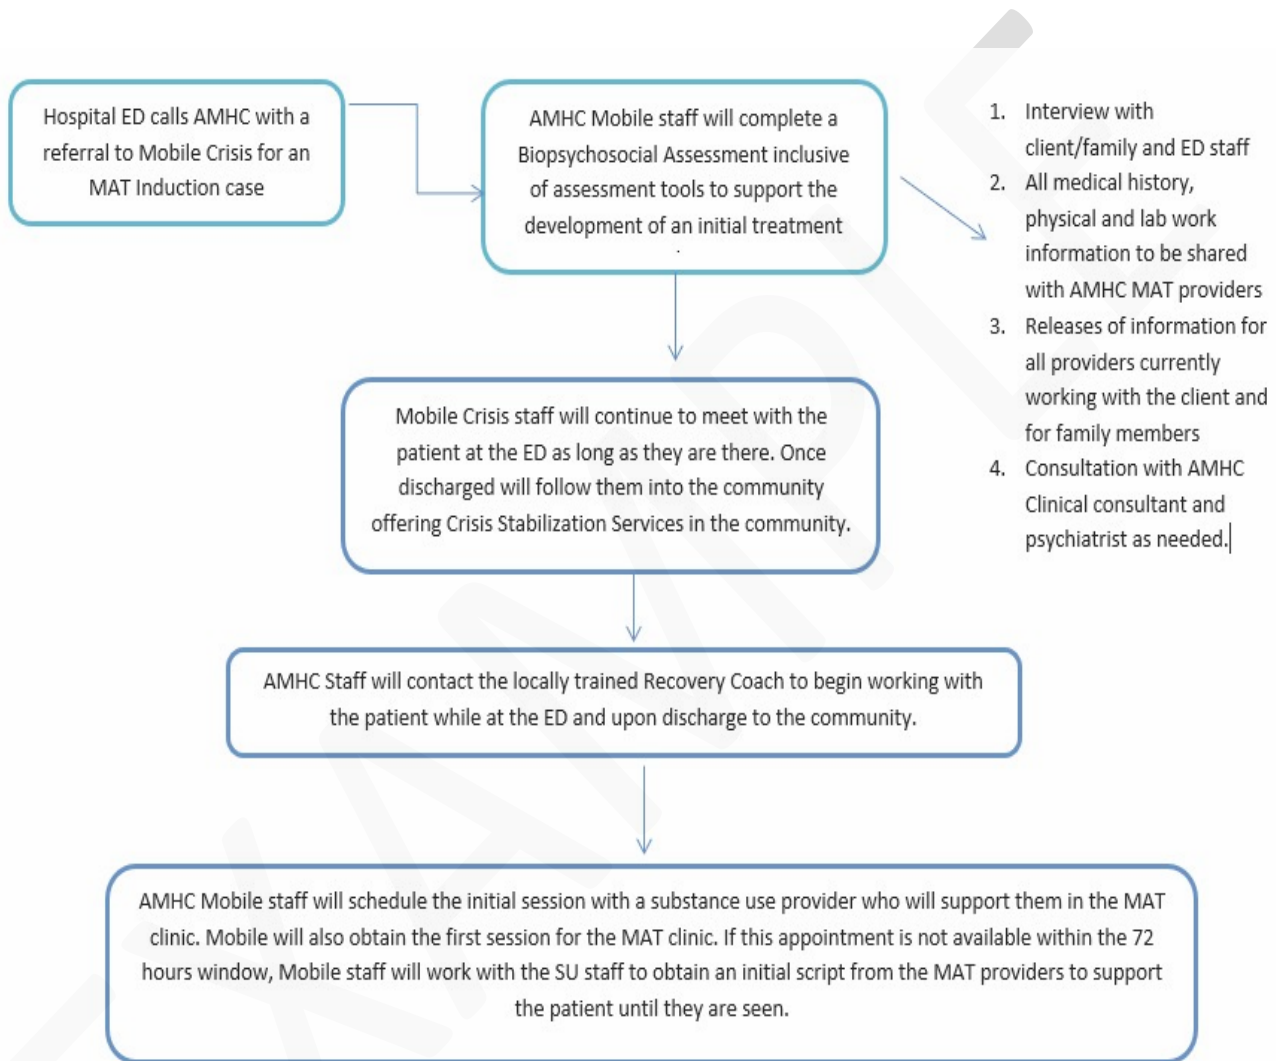 Hospital ED calls AMHC with a
referral to Mobile Crisis for an
MAT Induction case
AMHC Mobile staff will complete a
Biopsychosocial Assessment inclusive
of assessment tools to support the
development of an initial treatment
.
1. Interview with
client/family and ED staff
2. All medical history,
physical and lab work
information to be shared
with AMHC MAT providers
3. Releases of information for
all providers currently
working with the client and
for family members
4. Consultation with AMHC
Clinical consultant and
psychiatrist as needed.
Mobile Crisis staff will continue to meet with the
patient at the ED as long as they are there. Once
discharged will follow them into the community
offering Crisis Stabilization Services in the community.
AMHC Staff will contact the locally trained Recovery Coach to begin working with
the patient while at the ED and upon discharge to the community.
AMHC Mobile staff will schedule the initial session with a substance use provider who will support them in the MAT
clinic. Mobile will also obtain the first session for the MAT clinic. If this appointment is not available within the 72
hours window, Mobile staff will work with the SU staff to obtain an initial script from the MAT providers to support
the patient until they are seen.
EXAMPLE